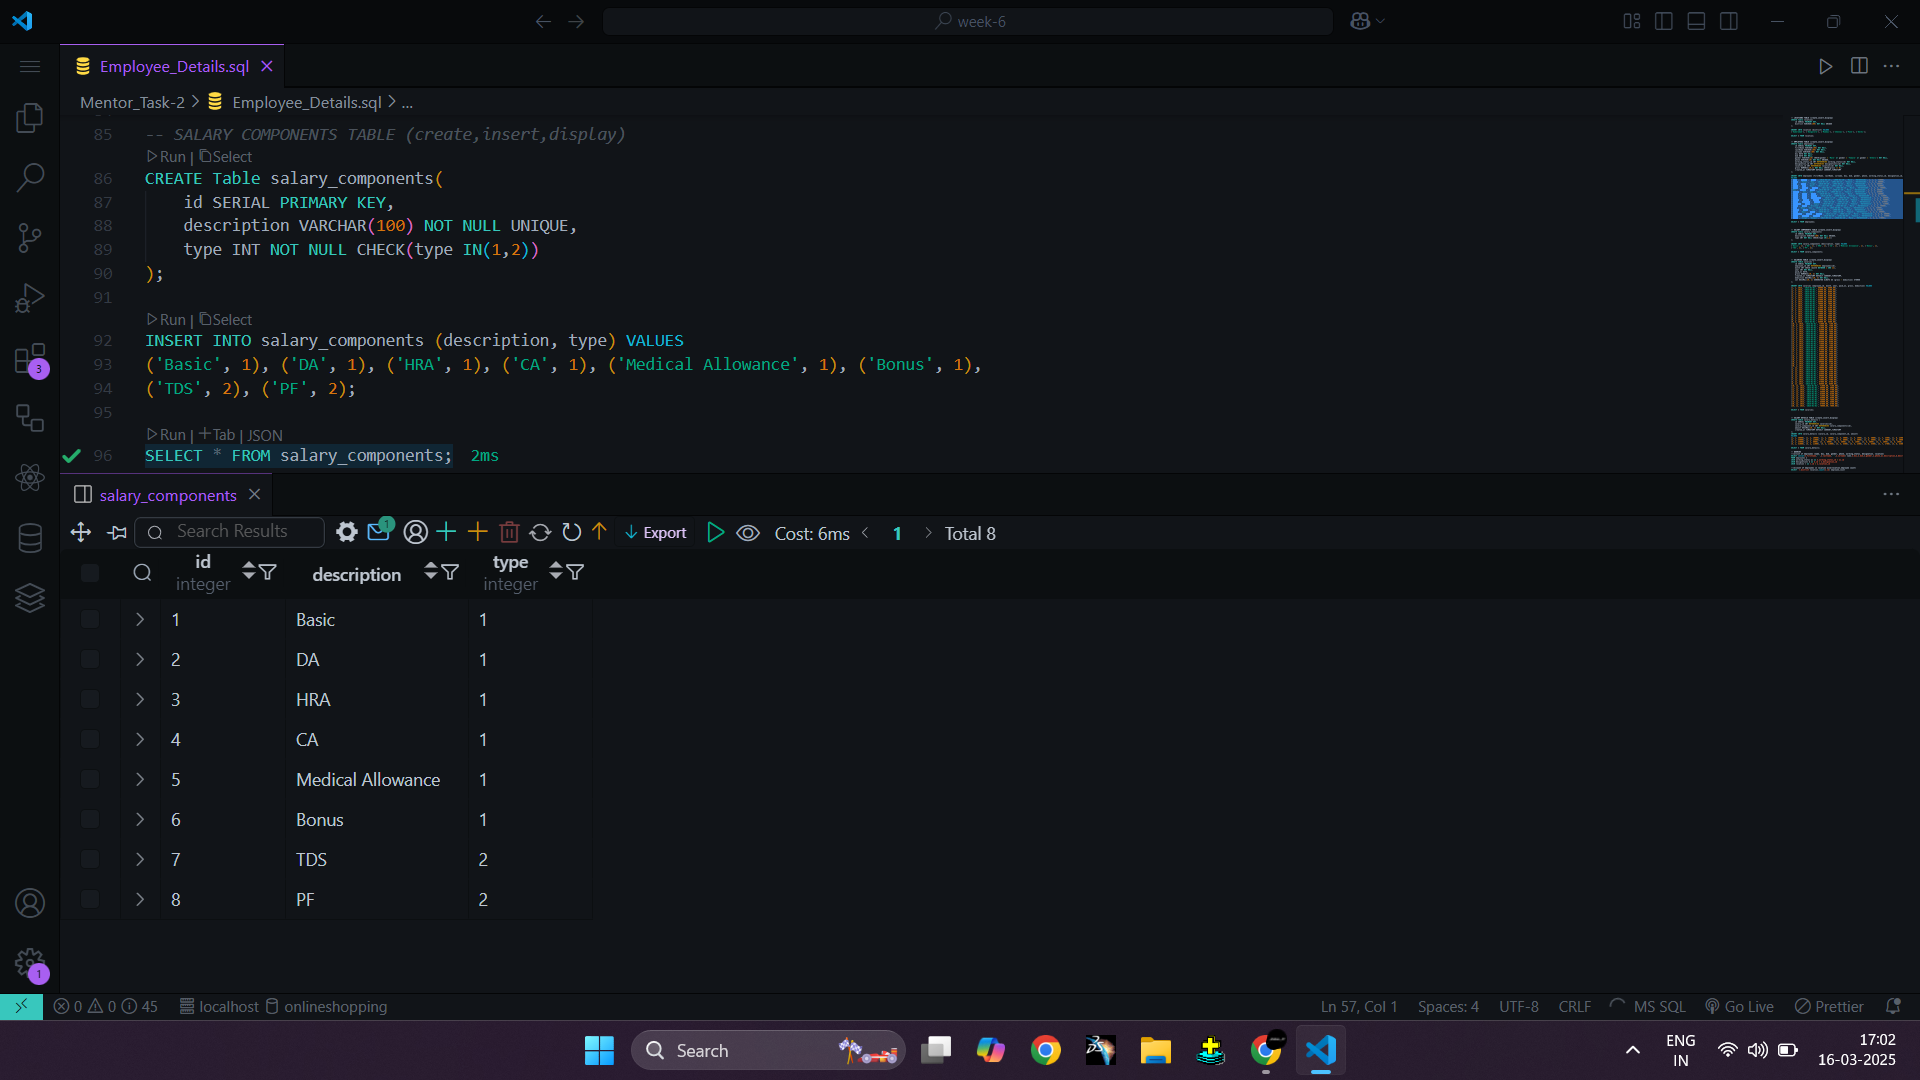 week-6
Employee_Details.sql
Mentor_Task-2 > Employee_Details.sql > ...
85 -- SALARY COMPONENTS TABLE (create,insert,display)
Run | Select
86 CREATE Table salary_components(
87 id SERIAL PRIMARY KEY,
88 description VARCHAR(100) NOT NULL UNIQUE,
89 type INT NOT NULL CHECK(type IN(1,2))
90 );
91
Run | Select
92 INSERT INTO salary_components (description, type) VALUES
93 ('Basic', 1), ('DA', 1), ('HRA', 1), ('CA', 1), ('Medical Allowance', 1), ('Bonus', 1),
94 ('TDS', 2), ('PF', 2);
95
Run | +Tab | JSON
96 SELECT * FROM salary_components; 2ms
3
salary_components
Search Results 1 Export Cost: 6ms < 1 > Total 8
id integer description type integer
1 Basic 1
2 DA 1
3 HRA 1
4 CA 1
5 Medical Allowance 1
6 Bonus 1
7 TDS 2
8 PF 2
1
0 0 45 localhost onlineshopping Ln 57, Col 1 Spaces: 4 UTF-8 CRLF MS SQL Go Live Prettier
Search
ENG
IN
17:02
16-03-2025